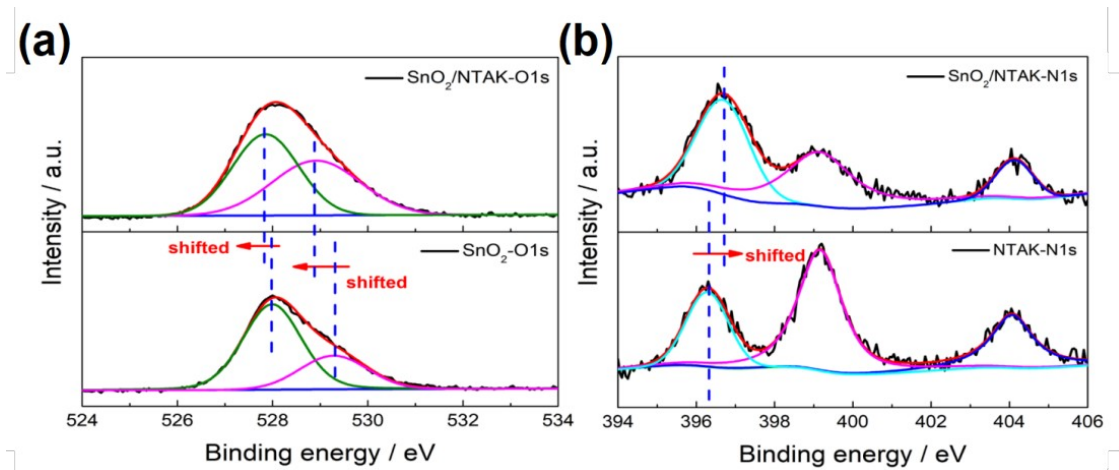 (a)
Intensity / a.u.
SnO2/NTAK-O1s
shifted
SnO2-O1s
shifted
524 526 528 530 532 534
Binding energy / eV
(b)
Intensity / a.u.
SnO2/NTAK-N1s
NTAK-N1s
shifted
394 396 398 400 402 404 406
Binding energy / eV